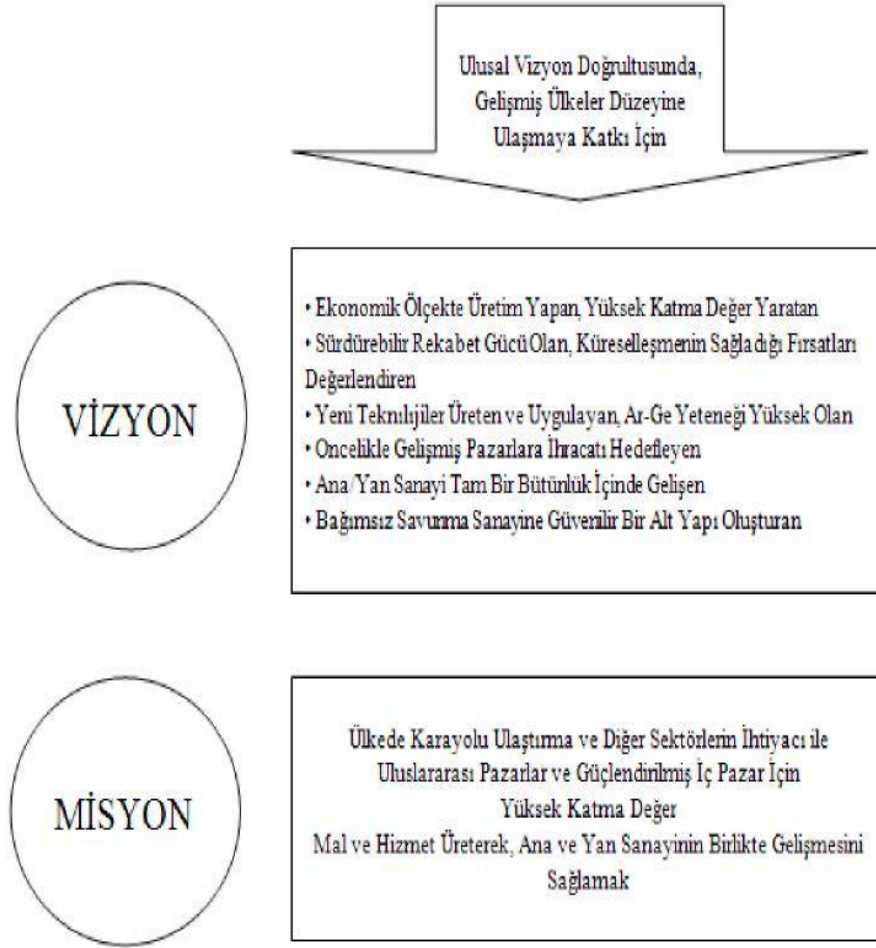 Ulusal Vizyon Doğrultusunda,
Gelişmiş Ülkeler Düzeyine
Ulaşmaya Katkı İçin
VİZYON
• Ekonomik Ölçekte Üretim Yapan, Yüksek Katma Değer Yaratan
• Sürdürebilir Rekabet Gücü Olan, Küreselleşmenin Sağladığı Fırsatları
Değerlendiren
• Yeni Teknılıjiler Üreten ve Uygulayan, Ar-Ge Yeteneği Yüksek Olan
• Oncelikle Gelişmiş Pazarlara İhracatı Hedefleyen
• Ana/Yan Sanayi Tam Bir Bütünlük İçinde Gelişen
• Bağımsız Savunma Sanayine Güvenilir Bir Alt Yapı Oluşturan
MİSYON
Ülkede Karayolu Ulaştırma ve Diğer Sektörlerin İhtiyacı ile
Uluslararası Pazarlar ve Güçlendirilmiş İç Pazar İçin
Yüksek Katma Değer
Mal ve Hizmet Üreterek, Ana ve Yan Sanayinin Birlikte Gelişmesini
Sağlamak